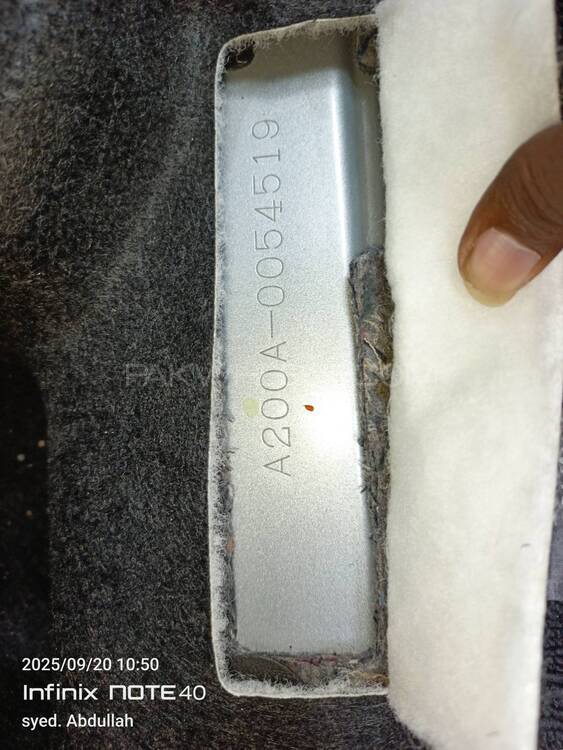 A200A-0054519
2025/09/20 10:50
Infinix NOTE 40
syed. Abdullah